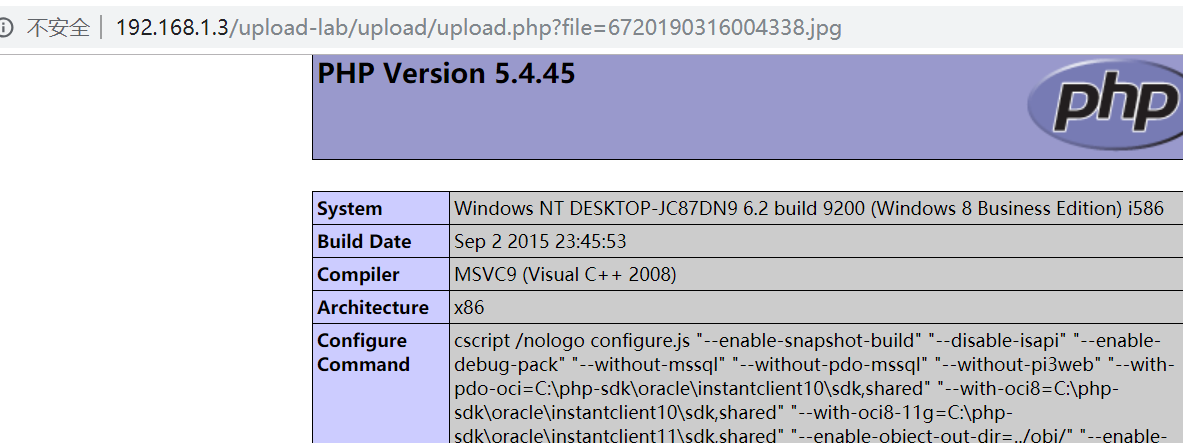 不安全 | 192.168.1.3/upload-lab/upload/upload.php?file=6720190316004338.jpg
PHP Version 5.4.45
php
System Windows NT DESKTOP-JC87DN9 6.2 build 9200 (Windows 8 Business Edition) i586
Build Date Sep 2 2015 23:45:53
Compiler MSVC9 (Visual C++ 2008)
Architecture x86
Configure cscript /nologo configure.js "--enable-snapshot-build" "--disable-isapi" "--enable-
Command debug-pack" "--without-mssql" "--without-pdo-mssql" "--without-pi3web" "--with-
pdo-oci=C:\php-sdk\oracle\instantclient10\sdk,shared" "--with-oci8=C:\php-
sdk\oracle\instantclient10\sdk,shared" "--with-oci8-11g=C:\php-
sdk\oracle\instantclient11\sdk,shared" "--enable-object-out-dir=../obj/" "--enable-